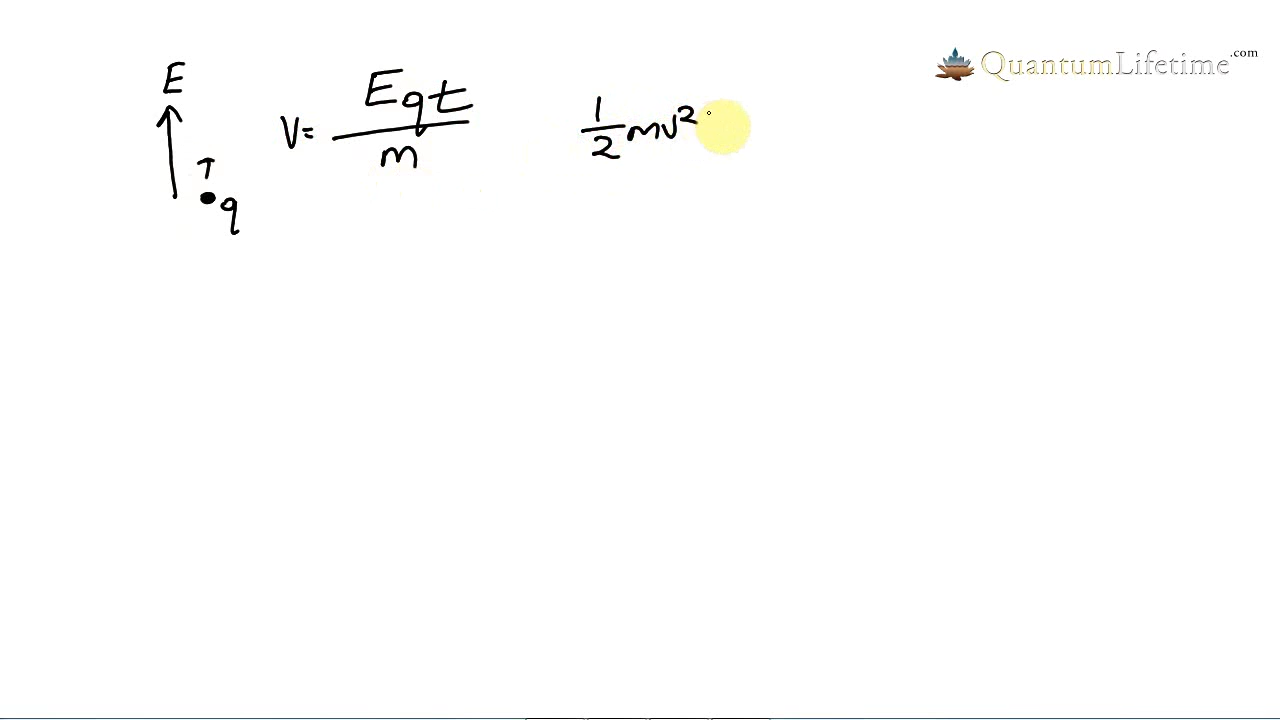 QuantumLifetime.com
E
V= Eqt/m
1/2 mv²
q